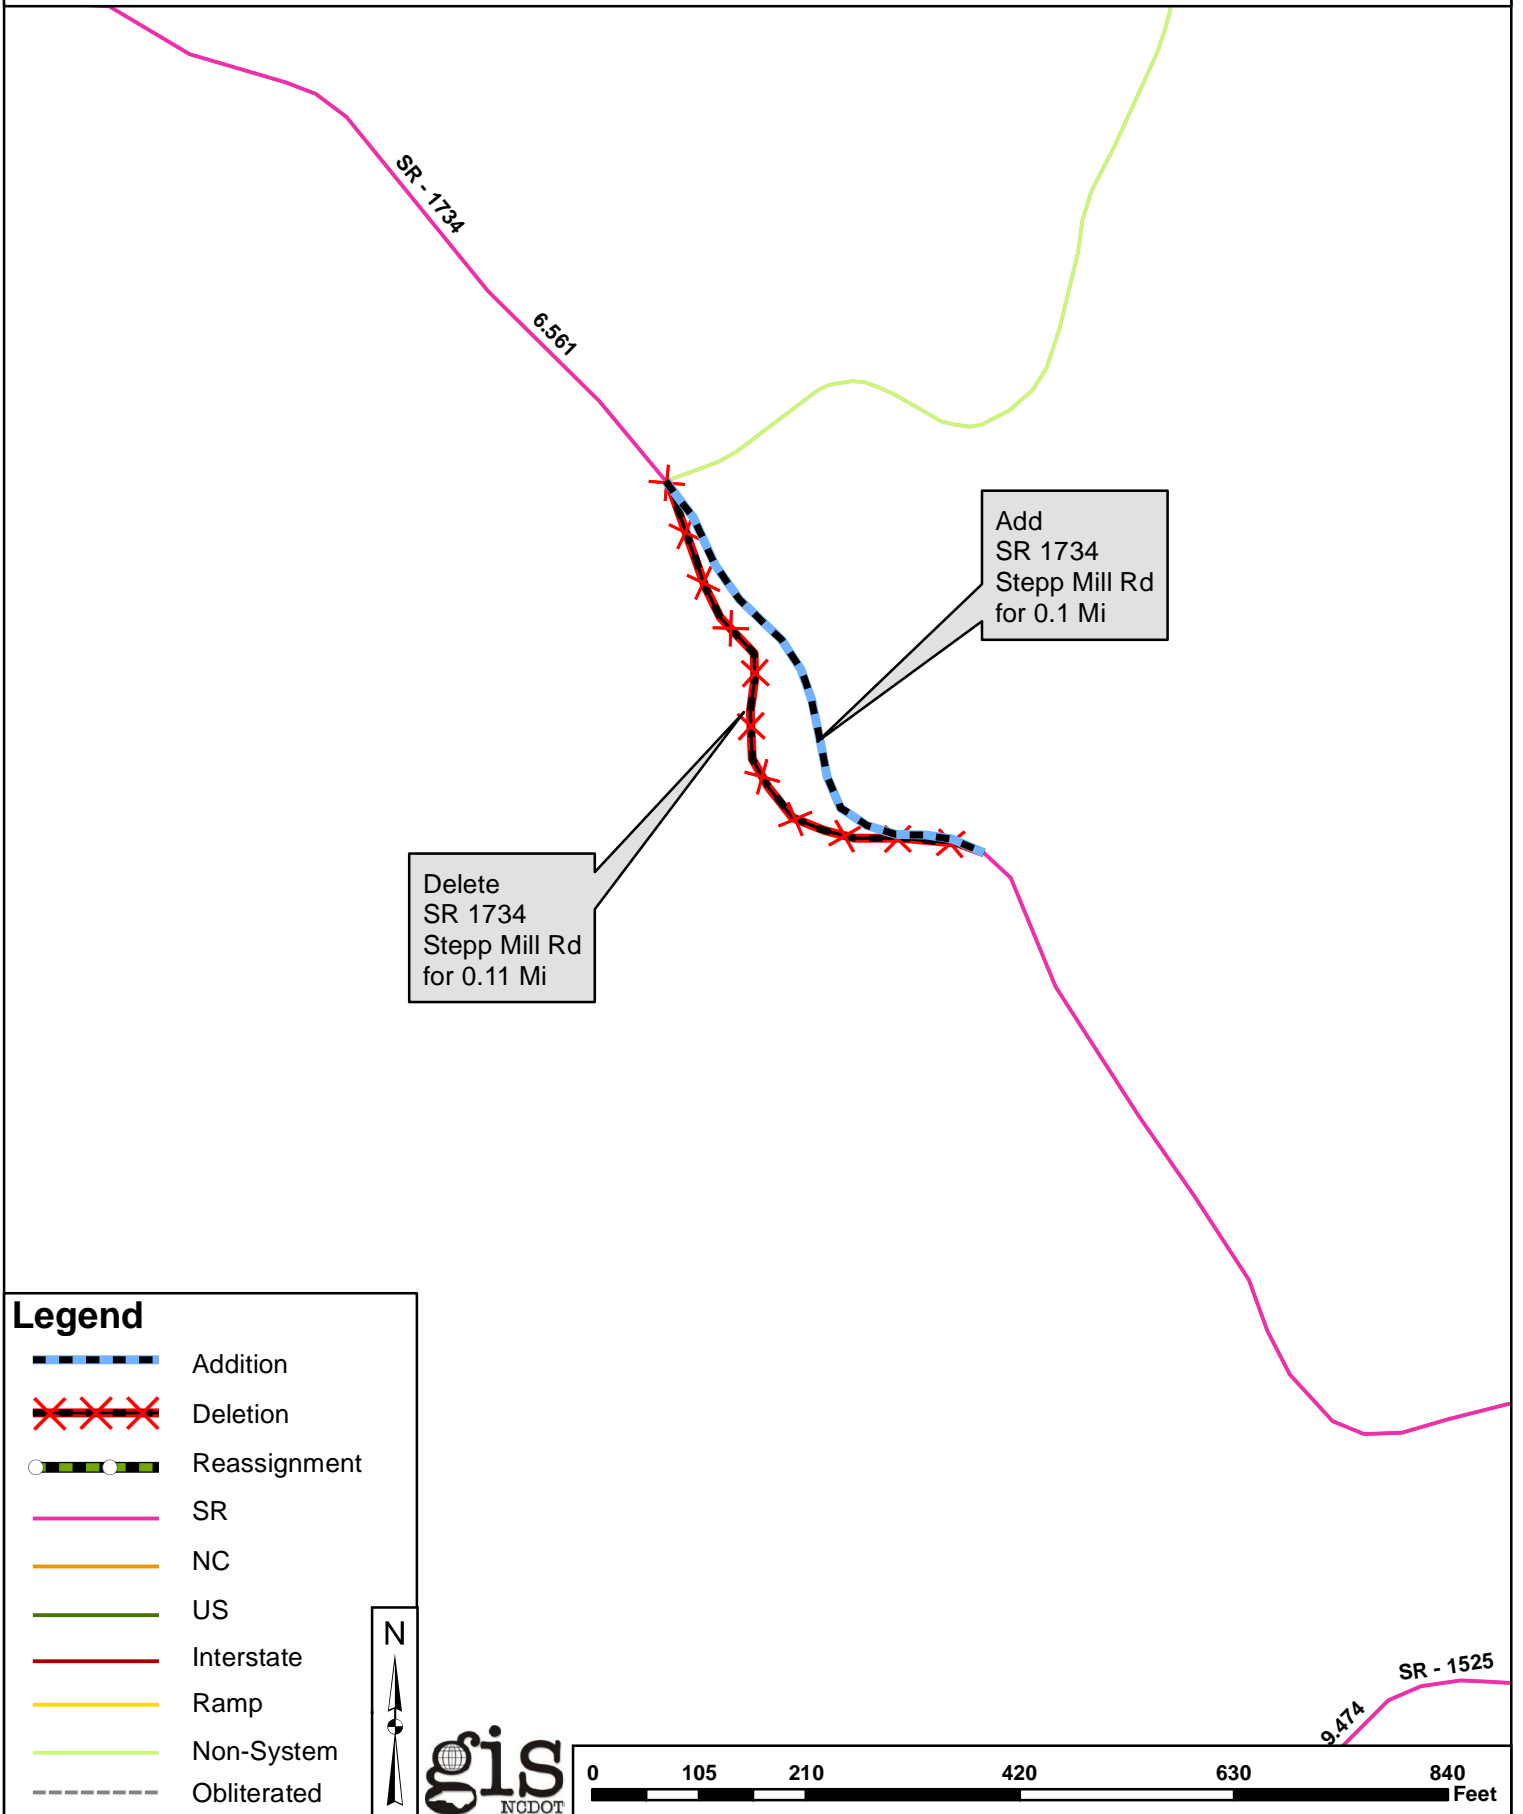 SR - 1734
6.561
Add
SR 1734
Stepp Mill Rd
for 0.1 Mi
Delete
SR 1734
Stepp Mill Rd
for 0.11 Mi
Legend
Addition
Deletion
Reassignment
SR
NC
US
Interstate
Ramp
Non-System
Obliterated
N
gis
NCDOT
SR - 1525
9.474
0 105 210 420 630 840
Feet